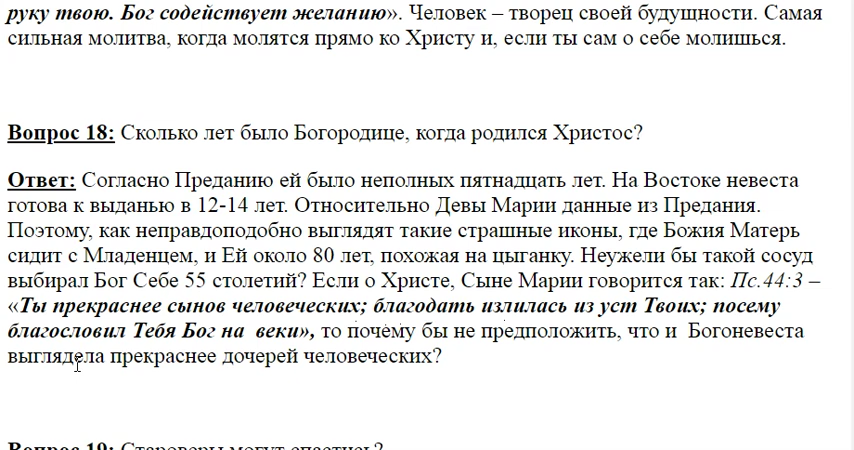 руку твою. Бог содействует желанию». Человек – творец своей будущности. Самая
сильная молитва, когда молятся прямо ко Христу и, если ты сам о себе молишься.
Вопрос 18: Сколько лет было Богородице, когда родился Христос?
Ответ: Согласно Преданию ей было неполных пятнадцать лет. На Востоке невеста
готова к выданью в 12-14 лет. Относительно Девы Марии данные из Предания.
Поэтому, как неправдоподобно выглядят такие страшные иконы, где Божия Матерь
сидит с Младенцем, и Ей около 80 лет, похожая на цыганку. Неужели бы такой сосуд
выбирал Бог Себе 55 столетий? Если о Христе, Сыне Марии говорится так: Пс.44:3 –
«Ты прекраснее сынов человеческих; благодать излилась из уст Твоих; посему
благословил Тебя Бог на веки», то почему бы не предположить, что и Богоневеста
выглядела прекраснее дочерей человеческих?
Вопрос 19: Староверы могут спастись?